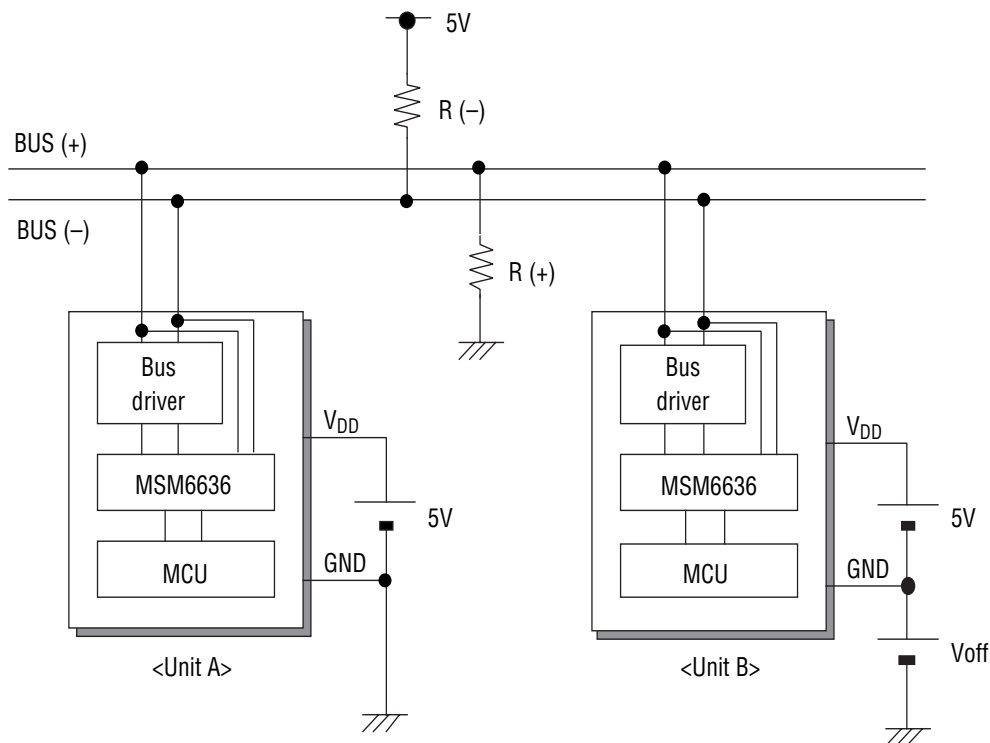 5V
R (–)
BUS (+)
BUS (–)
R (+)
Bus
driver
VDD
MSM6636
5V
MCU
GND
<Unit A>
Bus
driver
VDD
MSM6636
5V
MCU
GND
Voff
<Unit B>